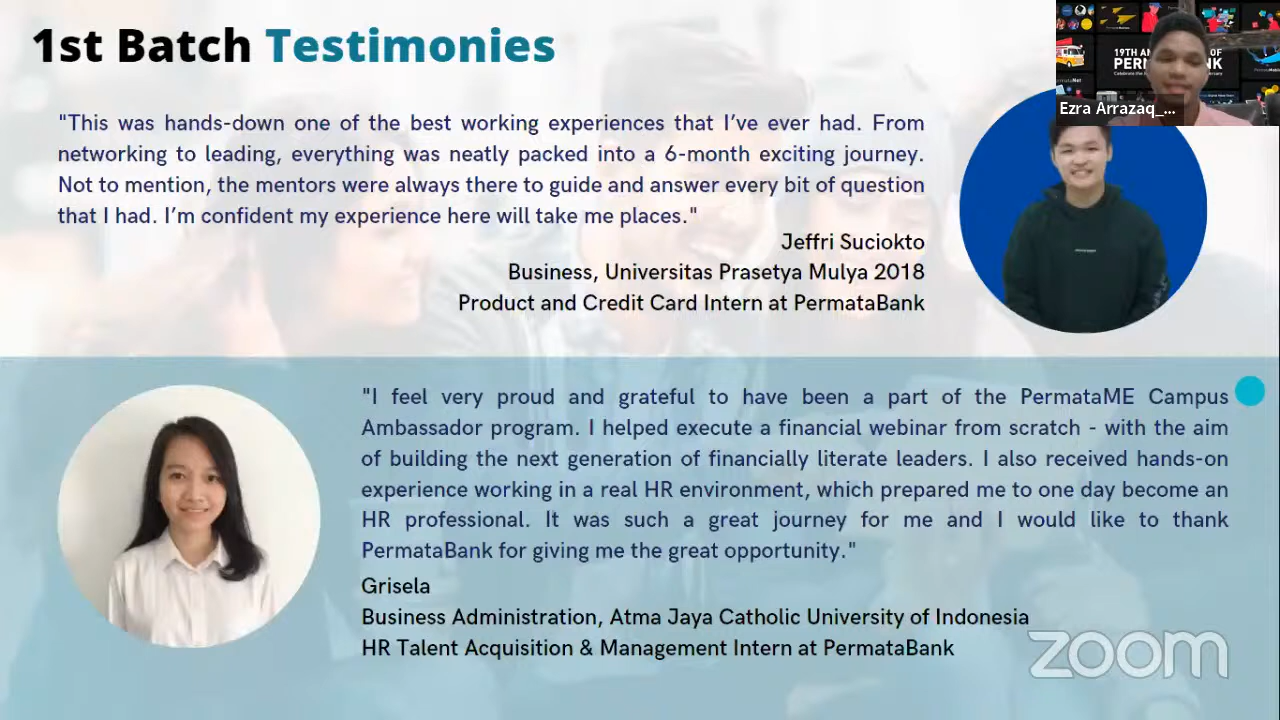 1st Batch Testimonies
"This was hands-down one of the best working experiences that I've ever had. From
networking to leading, everything was neatly packed into a 6-month exciting journey.
Not to mention, the mentors were always there to guide and answer every bit of question
that I had. I'm confident my experience here will take me places."
Jeffri Suciokto
Business, Universitas Prasetya Mulya 2018
Product and Credit Card Intern at PermataBank
19TH AN OF
PERM NK
Ezra Arrazaq_...
"I feel very proud and grateful to have been a part of the PermataME Campus
Ambassador program. I helped execute a financial webinar from scratch - with the aim
of building the next generation of financially literate leaders. I also received hands-on
experience working in a real HR environment, which prepared me to one day become an
HR professional. It was such a great journey for me and I would like to thank
PermataBank for giving me the great opportunity."
Grisela
Business Administration, Atma Jaya Catholic University of Indonesia
HR Talent Acquisition & Management Intern at PermataBank
zoom